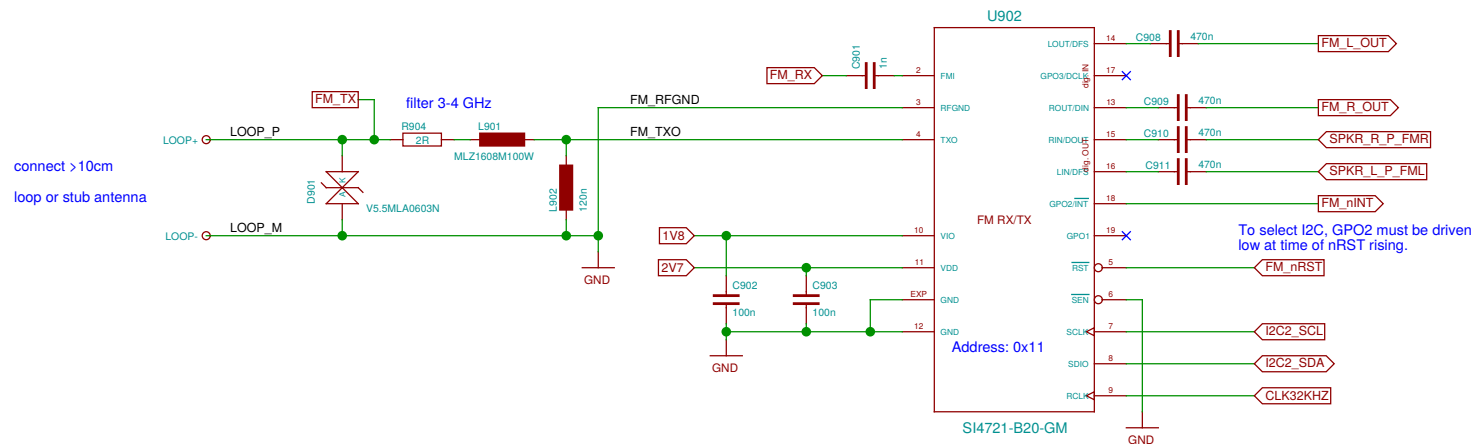 U902
C901
1n
FM_RX
2
FMI
LOUT/DFS
14
C908
470n
FM_L_OUT
GPO3/DCLK
17
dig. IN
FM_TX
filter 3-4 GHz
FM_RFGND
3
RFGND
ROUT/DIN
13
C909
470n
FM_R_OUT
LOOP+
LOOP_P
R904
2R
L901
MLZ1608M100W
FM_TXO
4
TXO
RIN/DOUT
15
C910
470n
SPKR_R_P_FMR
dig. OUT
connect >10cm
loop or stub antenna
D901
A
K
V5.5MLA0603N
L902
120n
LIN/DFS
16
C911
470n
SPKR_L_P_FML
GPO2/INT
18
FM_nINT
FM RX/TX
LOOP-
LOOP_M
1V8
10
VIO
GPO1
19
To select I2C, GPO2 must be driven
low at time of nRST rising.
GND
2V7
11
VDD
RST
5
FM_nRST
C902
100n
C903
100n
EXP
GND
SEN
6
12
GND
SCLK
7
I2C2_SCL
Address: 0x11
GND
SDIO
8
I2C2_SDA
RCLK
9
CLK32KHZ
SI4721-B20-GM
GND